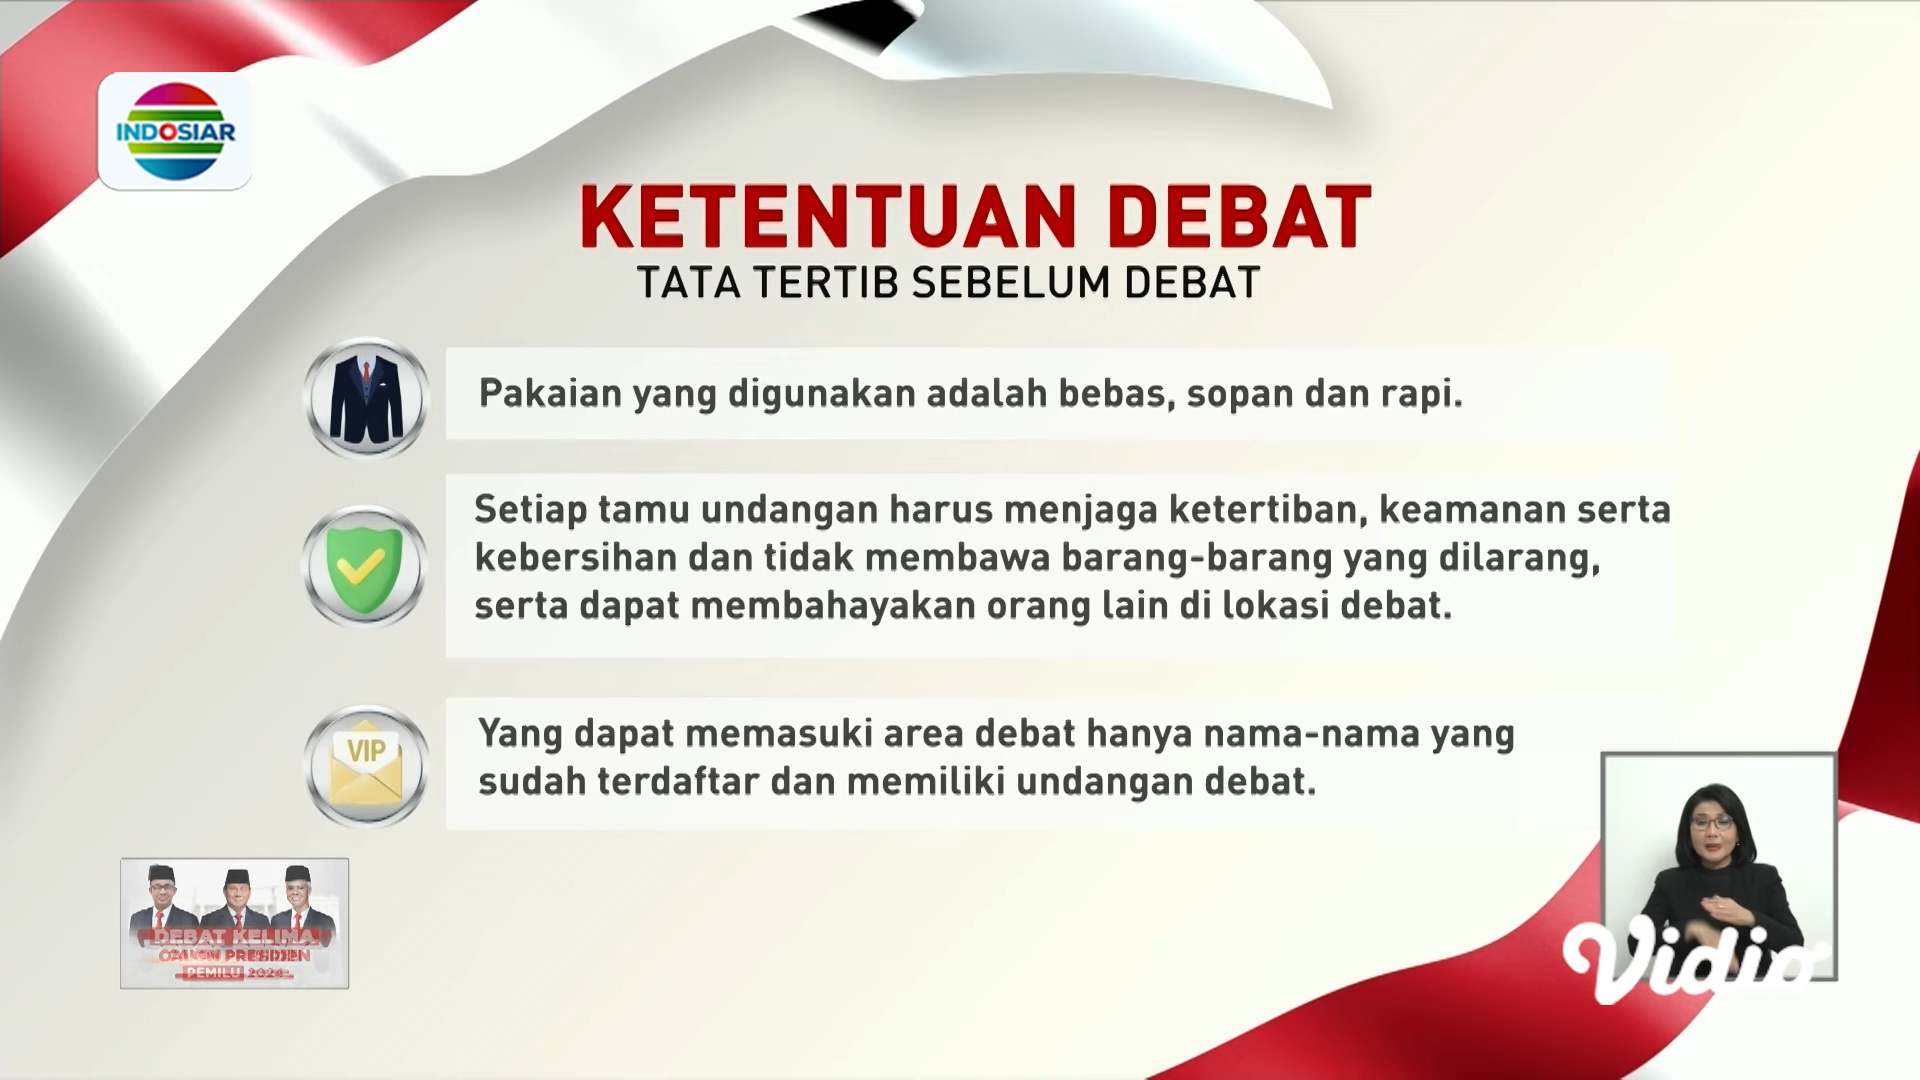 INDOSIAR
KETENTUAN DEBAT
TATA TERTIB SEBELUM DEBAT
Pakaian yang digunakan adalah bebas, sopan dan rapi.
Setiap tamu undangan harus menjaga ketertiban, keamanan serta
kebersihan dan tidak membawa barang-barang yang dilarang,
serta dapat membahayakan orang lain di lokasi debat.
VIP
Yang dapat memasuki area debat hanya nama-nama yang
sudah terdaftar dan memiliki undangan debat.
DEBAT KELIMA
CALON PRESIDEN
PEMILU 2024
Vidio